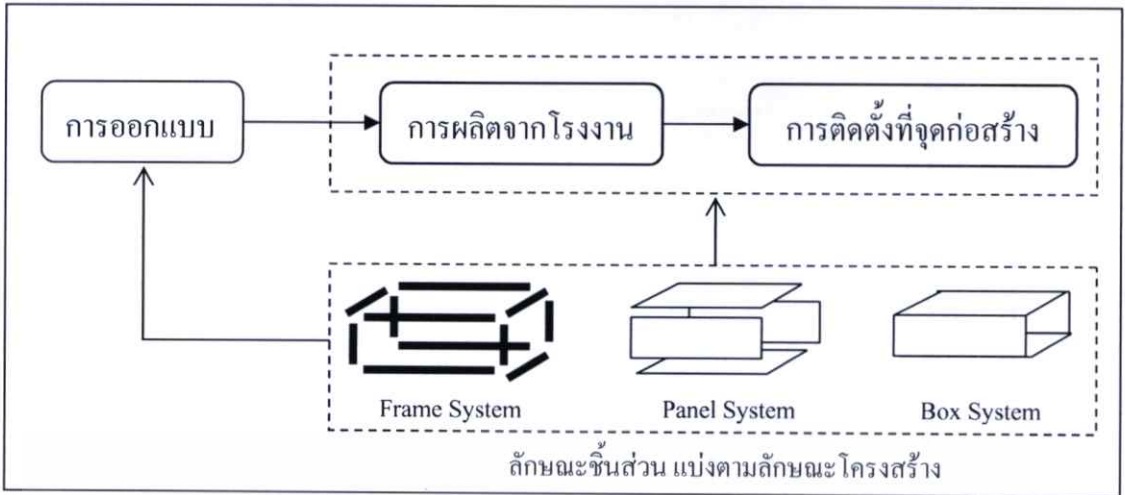 การออกแบบ
การผลิตจากโรงงาน
การติดตั้งที่จุดก่อสร้าง
Frame System
Panel System
Box System
ลักษณะชิ้นส่วน แบ่งตามลักษณะโครงสร้าง